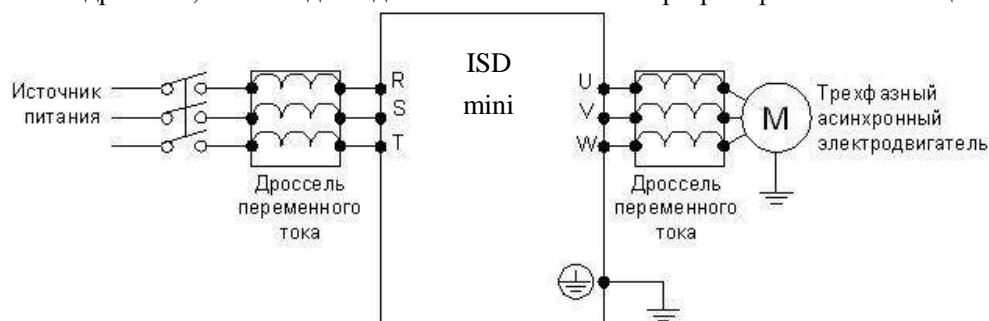 ISD
mini
Источник
питания
R
S
T
U
V
W
M
Трехфазный
асинхронный
электродвигатель
Дроссель
переменного
тока
Дроссель
переменного
тока